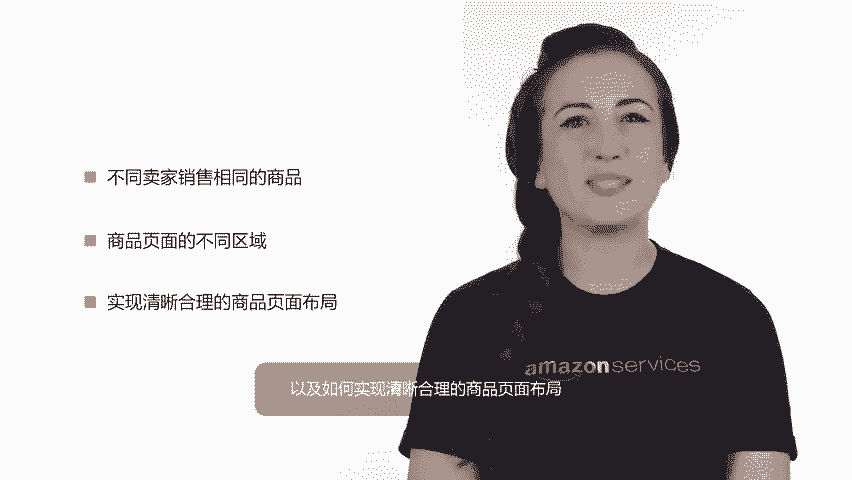 不同卖家销售相同的商品
商品页面的不同区域
实现清晰合理的商品页面布局
amazonservices
以及如何实现清晰合理的商品页面布局